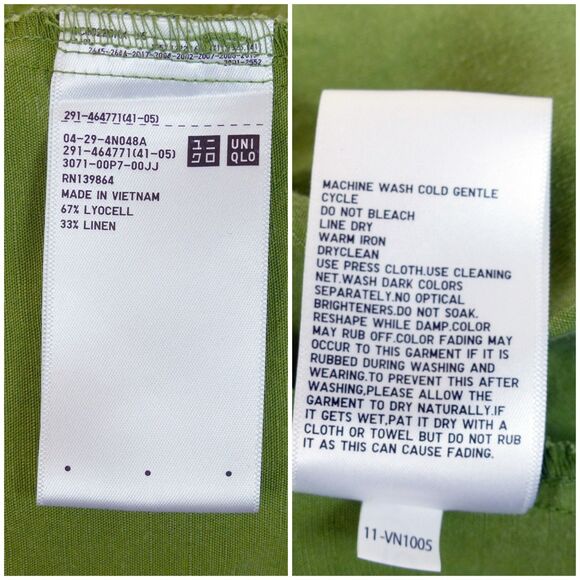 291-464771(41-05)
04-29-4N048A
291-464771(41-05)
3071-00P7-00JJ
RN139864
MADE IN VIETNAM
67% LYOCELL
33% LINEN
ユニ
クロ
UNI
QLO
MACHINE WASH COLD GENTLE
CYCLE
DO NOT BLEACH
LINE DRY
WARM IRON
DRYCLEAN
USE PRESS CLOTH.USE CLEANING
NET.WASH DARK COLORS
SEPARATELY.NO OPTICAL
BRIGHTENERS.DO NOT SOAK.
RESHAPE WHILE DAMP.COLOR
MAY RUB OFF.COLOR FADING MAY
OCCUR TO THIS GARMENT IF IT IS
RUBBED DURING WASHING AND
WEARING.TO PREVENT THIS AFTER
WASHING,PLEASE ALLOW THE
GARMENT TO DRY NATURALLY.IF
IT GETS WET,PAT IT DRY WITH A
CLOTH OR TOWEL BUT DO NOT RUB
IT AS THIS CAN CAUSE FADING.
11-VN100S